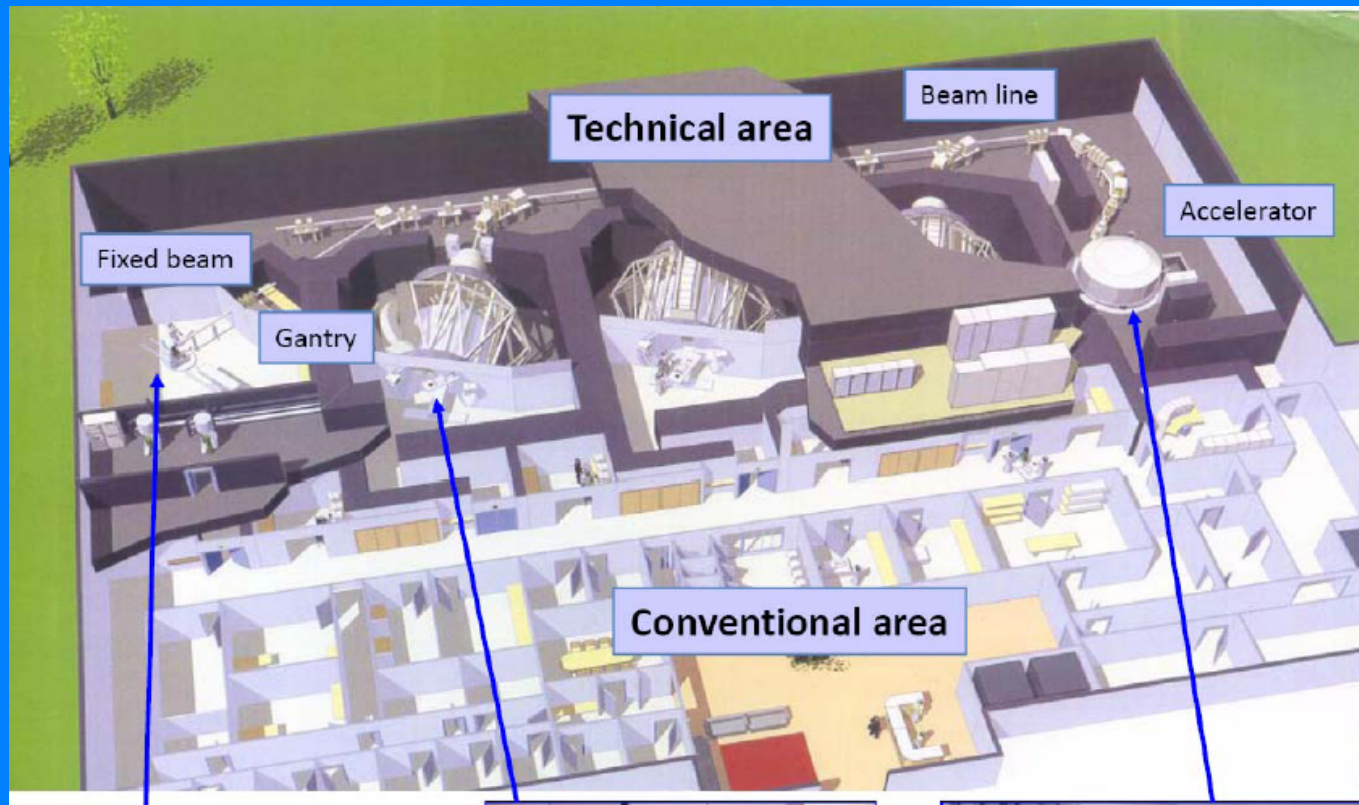 Beam line
Technical area
Accelerator
Fixed beam
Gantry
Conventional area